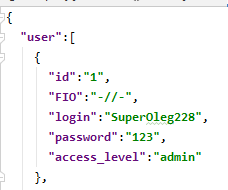 {
"user":[
{
"id":"1",
"FIO":"-//-",
"login":"SuperOleg228",
"password":"123",
"access_level":"admin"
},